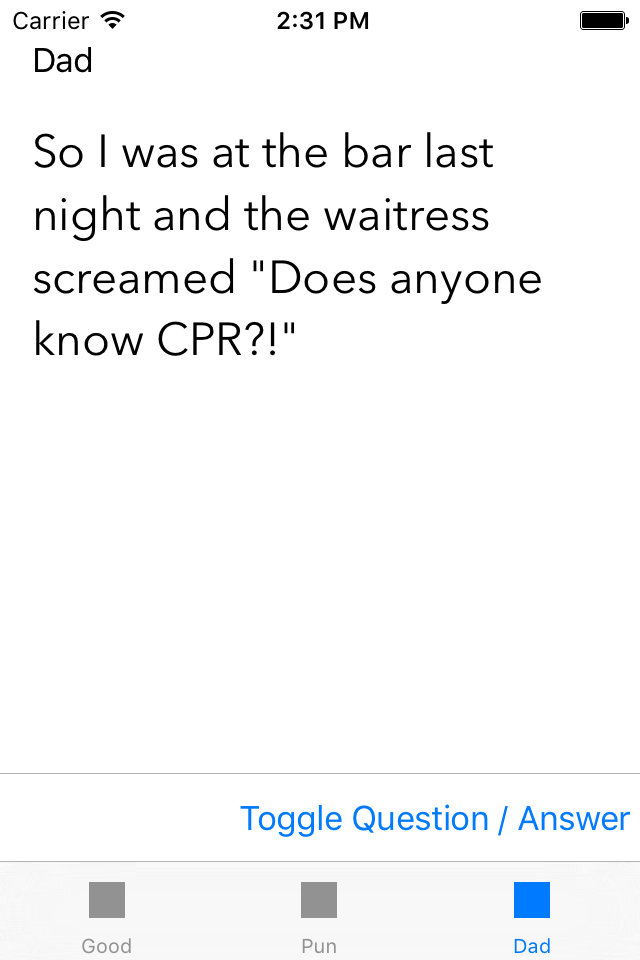 Carrier 2:31 PM
Dad
So I was at the bar last
night and the waitress
screamed "Does anyone
know CPR?!"
Toggle Question / Answer
Good Pun Dad